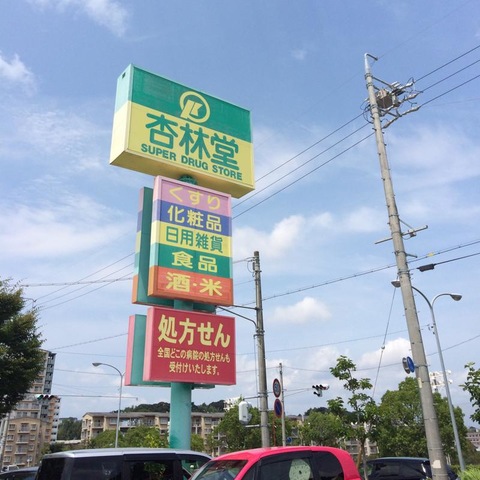 杏林堂
SUPER DRUG STORE
くすり
化粧品
日用雑貨
食品
酒・米
処方せん
全国どこの病院の処方せんも
受付けいたします。